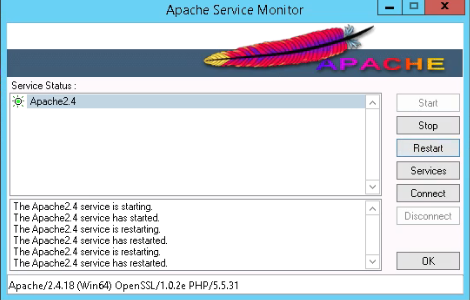 Apache Service Monitor
APACHE
Service Status :
Apache2.4
Start
Stop
Restart
Services
Connect
Disconnect
OK
The Apache2.4 service is starting.
The Apache2.4 service has started.
The Apache2.4 service is restarting.
The Apache2.4 service has restarted.
The Apache2.4 service is restarting.
The Apache2.4 service has restarted.
Apache/2.4.18 (Win64) OpenSSL/1.0.2e PHP/5.5.31